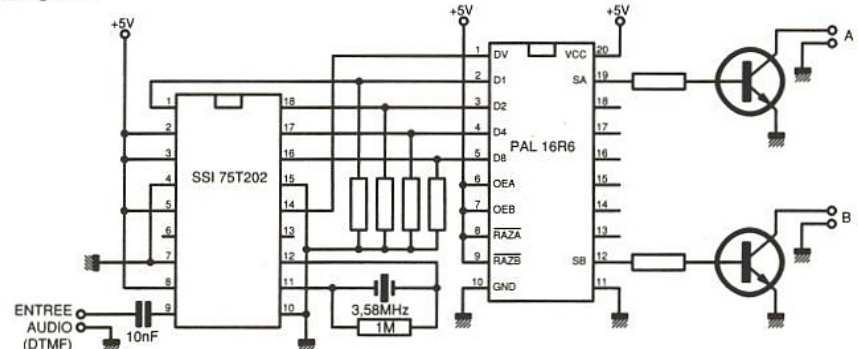 +5V
+5V
+5V
1 DV VCC 20
2 D1 SA 19
3 D2 18
4 D4 17
5 D8 16
PAL 16R6
6 OEA 15
7 OEB 14
8 RAZA 13
9 RAZB SB 12
10 GND 11
A
B
1 18
2 17
3 16
SSI 75T202
4 15
5 14
6 13
7 12
8 11
9 10
3,58MHz
1M
10nF
ENTREE
AUDIO
(DTMF)